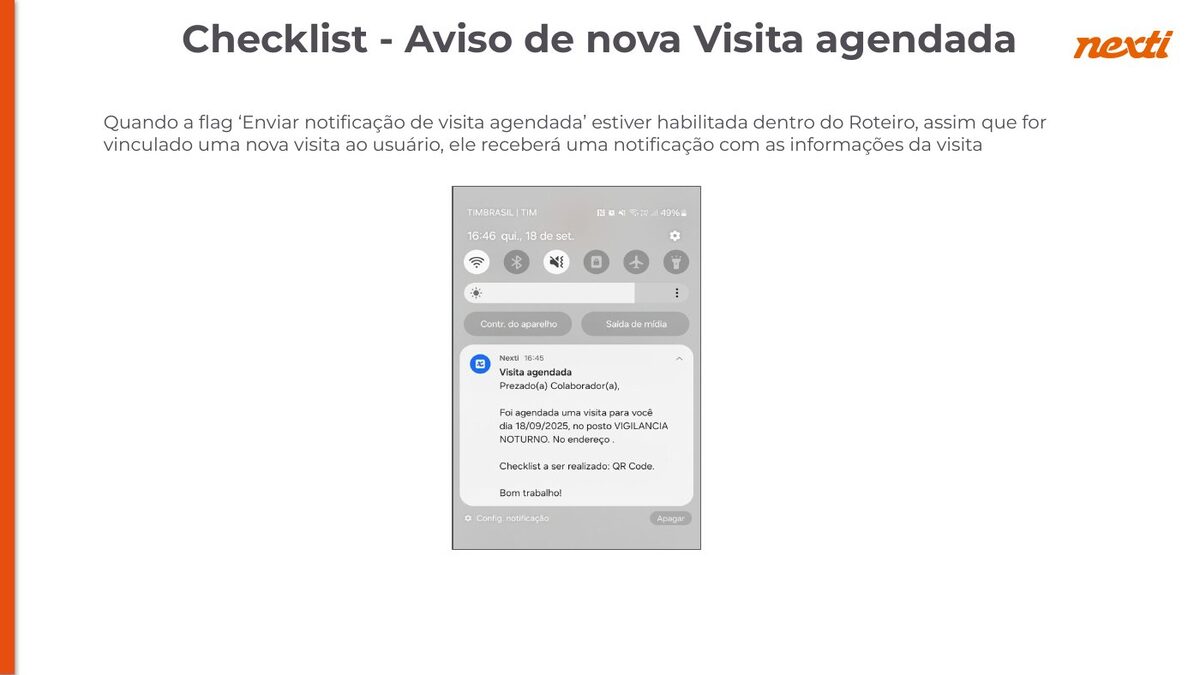 Checklist - Aviso de nova Visita agendada
nexti
Quando a flag ‘Enviar notificação de visita agendada’ estiver habilitada dentro do Roteiro, assim que for
vinculado uma nova visita ao usuário, ele receberá uma notificação com as informações da visita
TIMBRASIL | TIM
49%
16:46 qui., 18 de set.
Contr. do aparelho
Saída de mídia
Nexti 16:45
Visita agendada
Prezado(a) Colaborador(a),
Foi agendada uma visita para você
dia 18/09/2025, no posto VIGILANCIA
NOTURNO. No endereço .
Checklist a ser realizado: QR Code.
Bom trabalho!
Config. notificação
Apagar